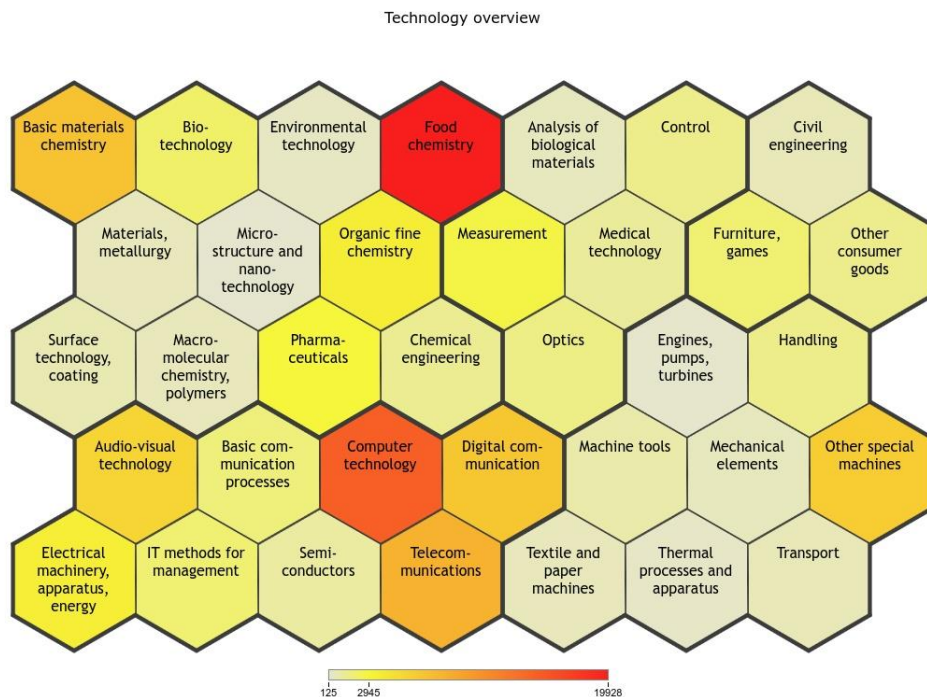 Technology overview
Basic materials
chemistry
Bio-
technology
Environmental
technology
Food
chemistry
Analysis of
biological
materials
Control
Civil
engineering
Materials,
metallurgy
Micro-
structure and
nano-
technology
Organic fine
chemistry
Measurement
Medical
technology
Furniture,
games
Other
consumer
goods
Surface
technology,
coating
Macro-
molecular
chemistry,
polymers
Pharma-
ceuticals
Chemical
engineering
Optics
Engines,
pumps,
turbines
Handling
Audio-visual
technology
Basic com-
munication
processes
Computer
technology
Digital com-
munication
Machine tools
Mechanical
elements
Other special
machines
Electrical
machinery,
apparatus,
energy
IT methods for
management
Semi-
conductors
Telecom-
munications
Textile and
paper
machines
Thermal
processes and
apparatus
Transport
125 2945 19928